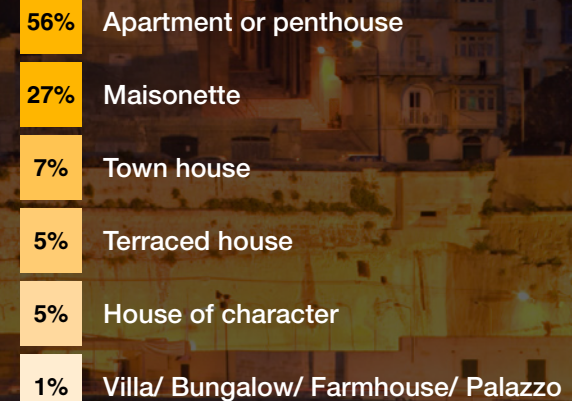 56% Apartment or penthouse
27% Maisonette
7% Town house
5% Terraced house
5% House of character
1% Villa/ Bungalow/ Farmhouse/ Palazzo